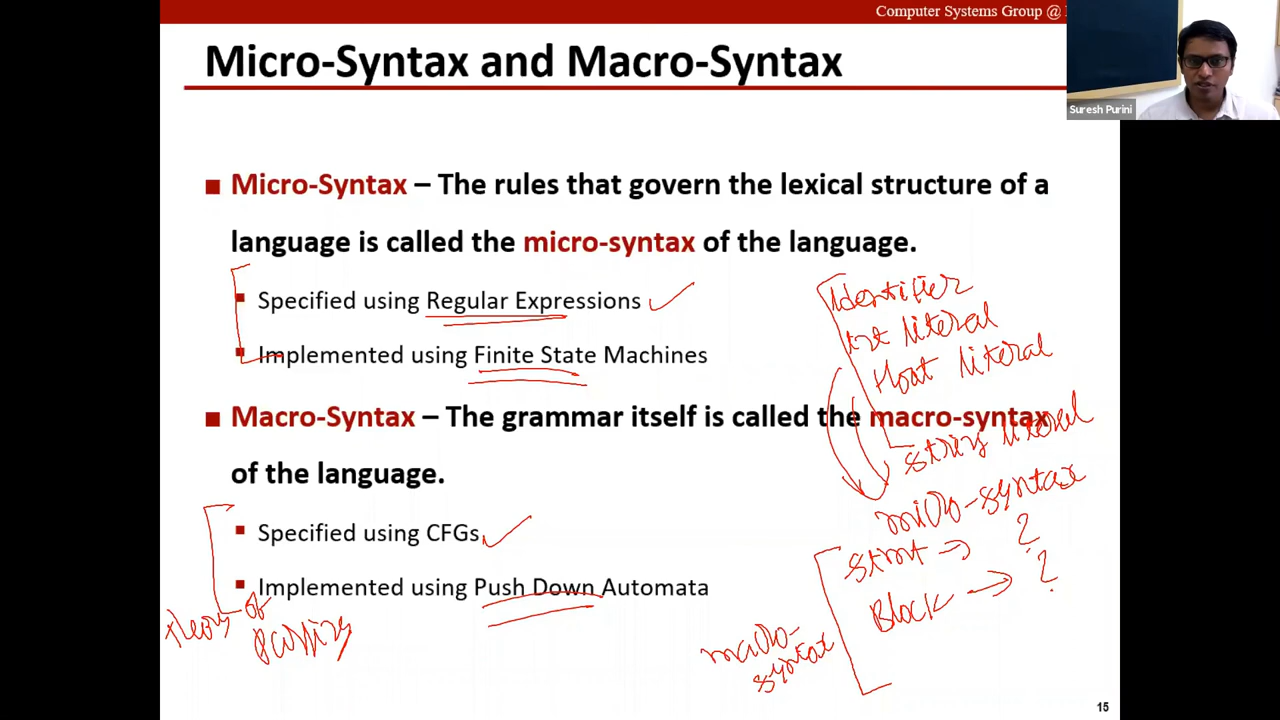 Computer Systems Group @
Micro-Syntax and Macro-Syntax
Suresh Purini
■ Micro-Syntax – The rules that govern the lexical structure of a
language is called the micro-syntax of the language.
▪ Specified using Regular Expressions
▪ Implemented using Finite State Machines
■ Macro-Syntax – The grammar itself is called the macro-syntax
of the language.
▪ Specified using CFGs
▪ Implemented using Push Down Automata
Identifier
int literal
float literal
string literal
micro-syntax
stmt → ?
Block → ?
macro-
syntax
theory of
parsing
15